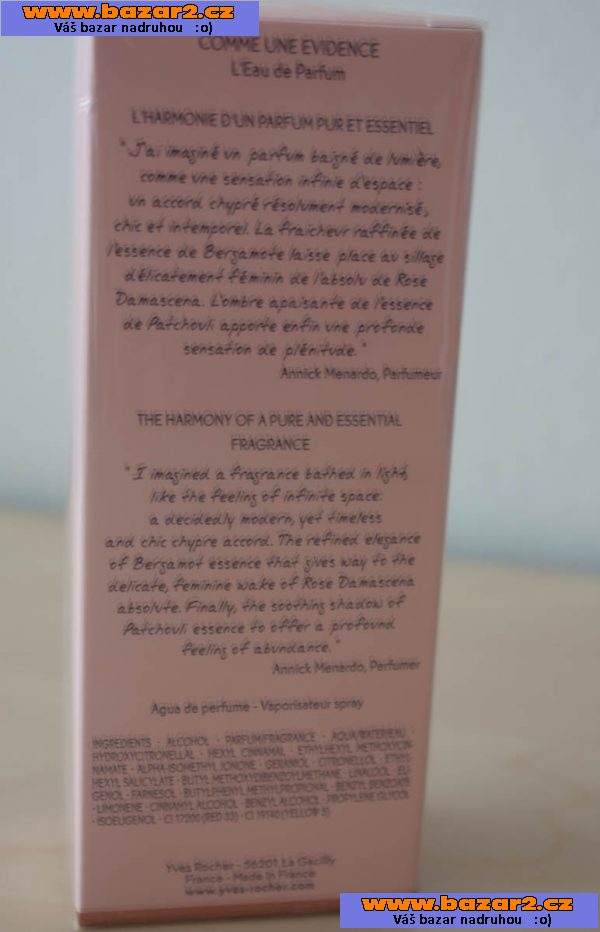 www.bazar2.cz
Váš bazar nadruhou :o)
COMME UNE EVIDENCE
L'Eau de Parfum
L'HARMONIE D'UN PARFUM PUR ET ESSENTIEL
"J'ai imaginé un parfum baigné de lumière,
comme une sensation infinie d'espace :
un accord chypré résolument modernisé,
chic et intemporel. La fraicheur raffinée de
l'essence de Bergamote laisse place au sillage
délicatement féminin de l'absolu de Rose
Damascena. L'ombre apaisante de l'essence
de Patchouli apporte enfin une profonde
sensation de plénitude."
Annick Menardo, Parfumeur
THE HARMONY OF A PURE AND ESSENTIAL
FRAGRANCE
"I imagined a fragrance bathed in light,
like the feeling of infinite space:
a decidedly modern, yet timeless
and chic chypre accord. The refined elegance
of Bergamot essence that gives way to the
delicate, feminine wake of Rose Damascena
absolute. Finally, the soothing shadow of
Patchouli essence to offer a profound
feeling of abundance."
Annick Menardo, Perfumer
Agua de perfume - Vaporisateur spray
INGREDIENTS : ALCOHOL · PARFUM/FRAGRANCE · AQUA/WATER/EAU ·
HYDROXYCITRONELLAL · HEXYL CINNAMAL · ETHYLHEXYL METHOXYCIN-
NAMATE · ALPHA-ISOMETHYL IONONE · GERANIOL · CITRONELLOL · ETHYL-
HEXYL SALICYLATE · BUTYL METHOXYDIBENZOYLMETHANE · LINALOOL · EU-
GENOL · FARNESOL · BUTYLPHENYL METHYLPROPIONAL · BENZYL BENZOATE
· LIMONENE · CINNAMYL ALCOHOL · BENZYL ALCOHOL · PROPYLENE GLYCOL
· ISOEUGENOL · CI 17200 (RED 33) · CI 19140 (YELLOW 5)
Yves Rocher - 56201 La Gacilly
France - Made in France
www.yves-rocher.com
www.bazar2.cz
Váš bazar nadruhou :o)